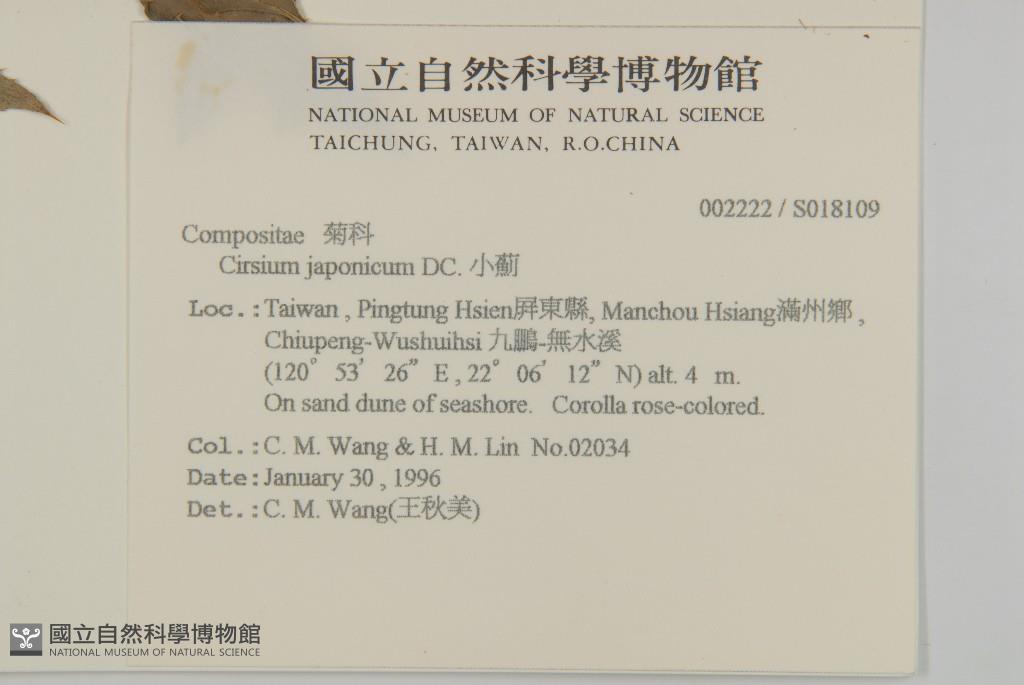 國立自然科學博物館
NATIONAL MUSEUM OF NATURAL SCIENCE
TAICHUNG, TAIWAN, R.O.CHINA
002222 / S018109
Compositae 菊科
Cirsium japonicum DC. 小薊
Loc.:Taiwan , Pingtung Hsien屏東縣, Manchou Hsiang滿州鄉 ,
Chiupeng-Wushuihsi 九鵬-無水溪
(120° 53' 26" E , 22° 06' 12" N) alt. 4 m.
On sand dune of seashore. Corolla rose-colored.
Col.:C. M. Wang & H. M. Lin No.02034
Date:January 30 , 1996
Det.:C. M. Wang(王秋美)
國立自然科學博物館
NATIONAL MUSEUM OF NATURAL SCIENCE